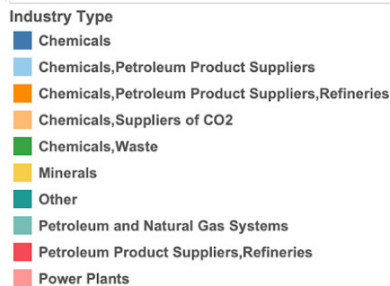 Industry Type
Chemicals
Chemicals,Petroleum Product Suppliers
Chemicals,Petroleum Product Suppliers,Refineries
Chemicals,Suppliers of CO2
Chemicals,Waste
Minerals
Other
Petroleum and Natural Gas Systems
Petroleum Product Suppliers,Refineries
Power Plants